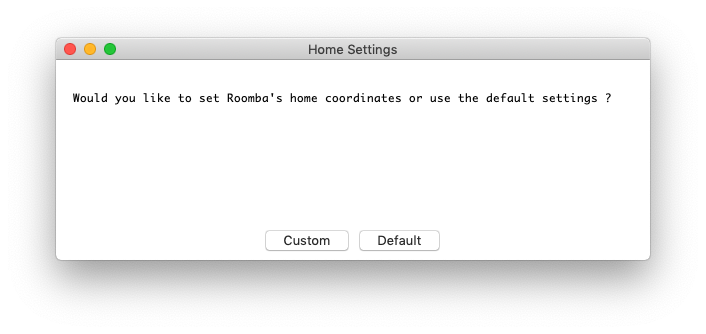 Home Settings
Would you like to set Roomba's home coordinates or use the default settings ?
Custom
Default